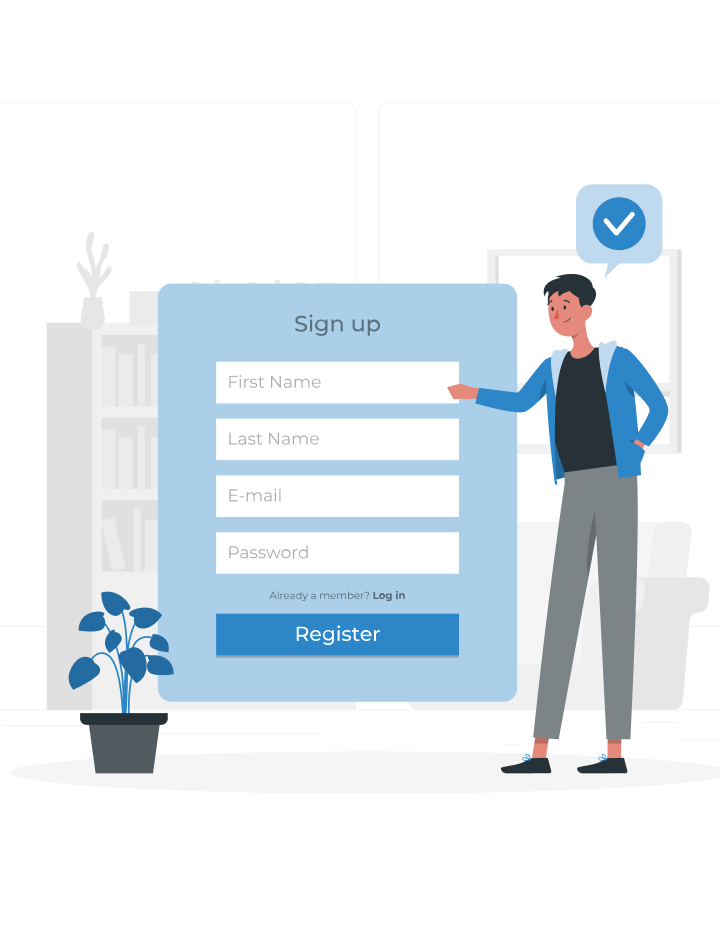 Sign up
First Name
Last Name
E-mail
Password
Already a member? Log in
Register